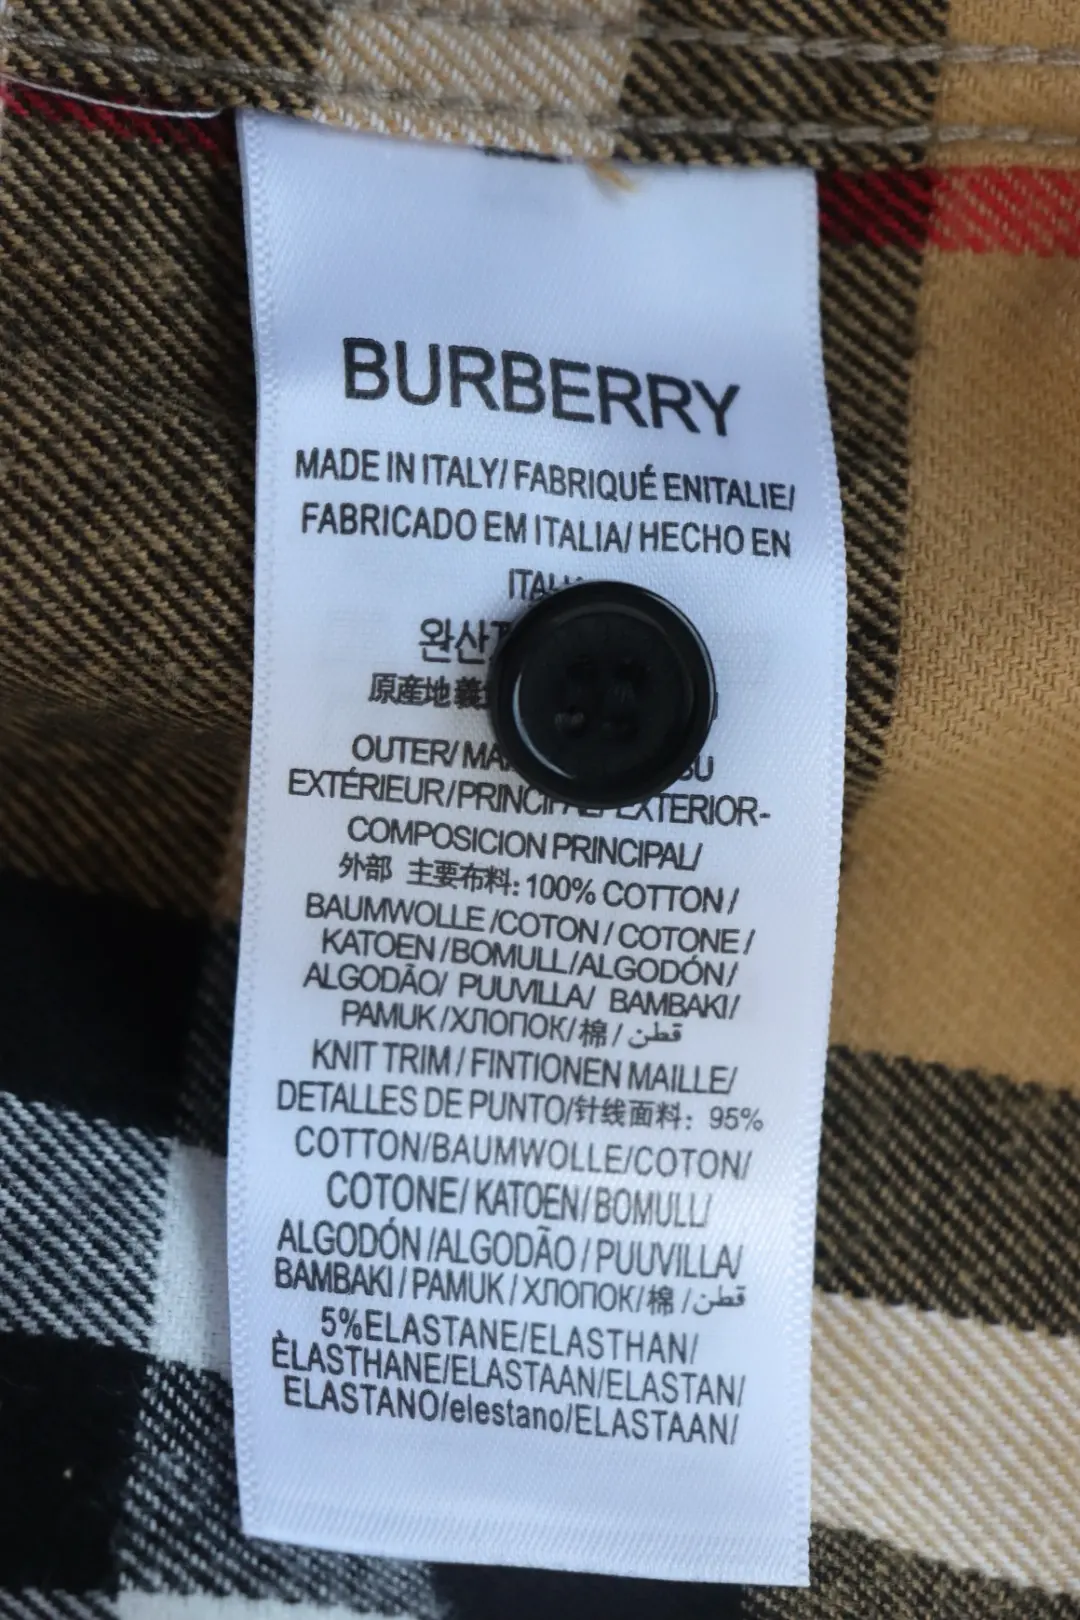 BURBERRY
MADE IN ITALY/ FABRIQUÉ ENITALIE/
FABRICADO EM ITALIA/ HECHO EN
原産地
OUTER/
EXTÉRIEUR/PRINCIPAL/EXTERIOR-
COMPOSICION PRINCIPAL/
外部 主要布料: 100% COTTON /
BAUMWOLLE /COTON / COTONE /
KATOEN /BOMULL/ALGODÓN/
ALGODÃO/ PUUVILLA/ BAMBAKI/
PAMUK /ХЛОПОК/ 棉 / قطن
KNIT TRIM / FINTIONEN MAILLE/
DETALLES DE PUNTO/针线面料: 95%
COTTON/BAUMWOLLE/COTON/
COTONE/ KATOEN/BOMULL/
ALGODÓN /ALGODÃO / PUUVILLA/
BAMBAKI / PAMUK / ХЛОПОК/ 棉 / قطن
5%ELASTANE/ELASTHAN/
ÈLASTHANE/ELASTAAN/ELASTAN/
ELASTANO/elestano/ELASTAAN/